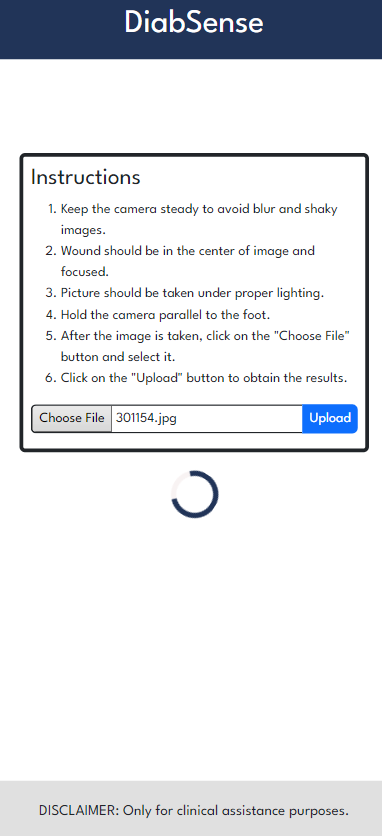 DiabSense
Instructions
1. Keep the camera steady to avoid blur and shaky
images.
2. Wound should be in the center of image and
focused.
3. Picture should be taken under proper lighting.
4. Hold the camera parallel to the foot.
5. After the image is taken, click on the "Choose File"
button and select it.
6. Click on the "Upload" button to obtain the results.
Choose File 301154.jpg Upload
DISCLAIMER: Only for clinical assistance purposes.